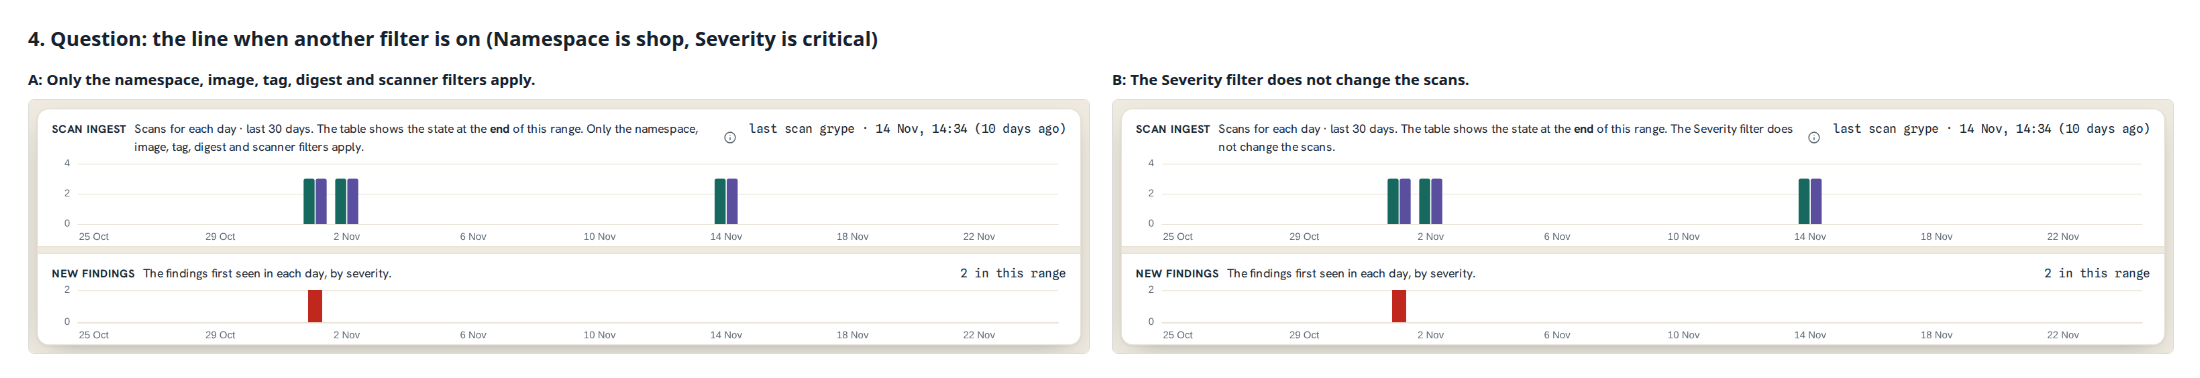 4. Question: the line when another filter is on (Namespace is shop, Severity is critical)
A: Only the namespace, image, tag, digest and scanner filters apply.
SCAN INGEST Scans for each day · last 30 days. The table shows the state at the end of this range. Only the namespace,
image, tag, digest and scanner filters apply.
last scan grype · 14 Nov, 14:34 (10 days ago)
4
2
0
25 Oct 29 Oct 2 Nov 6 Nov 10 Nov 14 Nov 18 Nov 22 Nov
NEW FINDINGS The findings first seen in each day, by severity. 2 in this range
2
0
25 Oct 29 Oct 2 Nov 6 Nov 10 Nov 14 Nov 18 Nov 22 Nov
B: The Severity filter does not change the scans.
SCAN INGEST Scans for each day · last 30 days. The table shows the state at the end of this range. The Severity filter does
not change the scans.
last scan grype · 14 Nov, 14:34 (10 days ago)
4
2
0
25 Oct 29 Oct 2 Nov 6 Nov 10 Nov 14 Nov 18 Nov 22 Nov
NEW FINDINGS The findings first seen in each day, by severity. 2 in this range
2
0
25 Oct 29 Oct 2 Nov 6 Nov 10 Nov 14 Nov 18 Nov 22 Nov